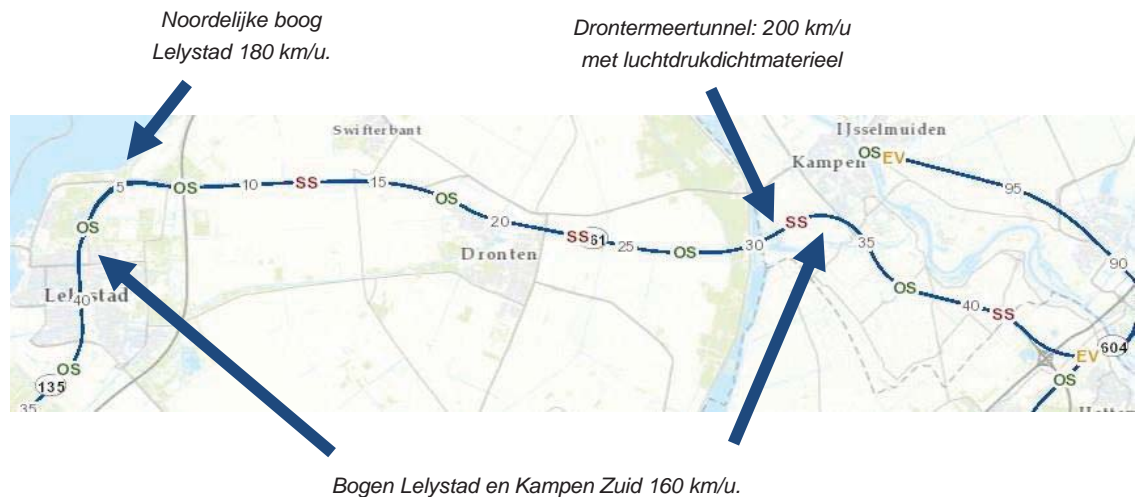 Noordelijke boog
Lelystad 180 km/u.
Drontermeertunnel: 200 km/u
met luchtdrukdichtmaterieel
Swifterbant
IJsselmuiden
Kampen
OS
EV
5
OS
10
SS
15
95
OS
20
SS
61
25
OS
30
SS
35
OS
Dronten
90
Lelystad
40
OS
40
SS
604
EV
OS
OS
135
35
Bogen Lelystad en Kampen Zuid 160 km/u.